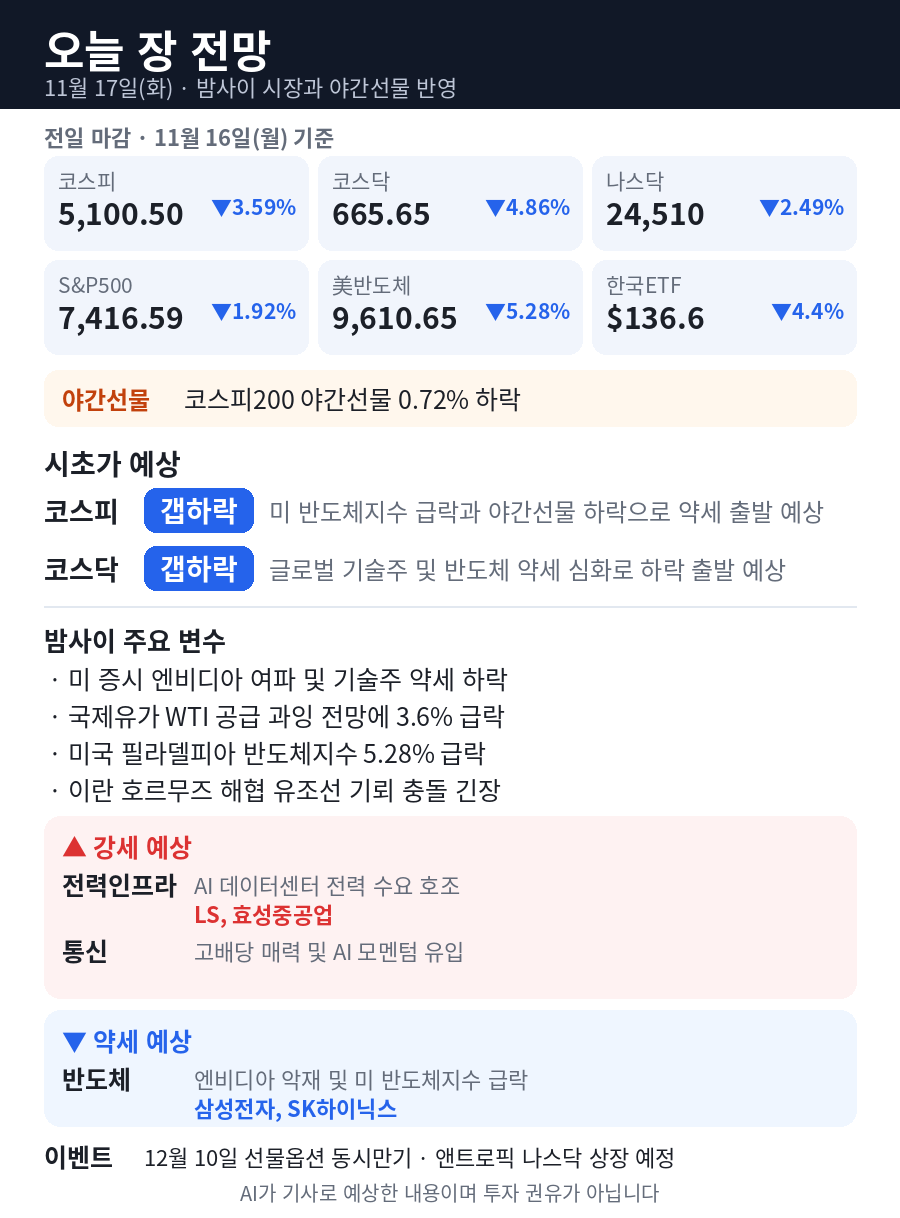 오늘 장 전망
11월 17일(화) · 밤사이 시장과 야간선물 반영
전일 마감 · 11월 16일(월) 기준
코스피
5,100.50 ▼3.59%
코스닥
665.65 ▼4.86%
나스닥
24,510 ▼2.49%
S&P500
7,416.59 ▼1.92%
美반도체
9,610.65 ▼5.28%
한국ETF
$136.6 ▼4.4%
야간선물 코스피200 야간선물 0.72% 하락
시초가 예상
코스피 갭하락 미 반도체지수 급락과 야간선물 하락으로 약세 출발 예상
코스닥 갭하락 글로벌 기술주 및 반도체 약세 심화로 하락 출발 예상
밤사이 주요 변수
· 미 증시 엔비디아 여파 및 기술주 약세 하락
· 국제유가 WTI 공급 과잉 전망에 3.6% 급락
· 미국 필라델피아 반도체지수 5.28% 급락
· 이란 호르무즈 해협 유조선 기뢰 충돌 긴장
▲ 강세 예상
전력인프라 AI 데이터센터 전력 수요 호조
LS, 효성중공업
통신 고배당 매력 및 AI 모멘텀 유입
▼ 약세 예상
반도체 엔비디아 악재 및 미 반도체지수 급락
삼성전자, SK하이닉스
이벤트 12월 10일 선물옵션 동시만기 · 앤트로픽 나스닥 상장 예정
AI가 기사로 예상한 내용이며 투자 권유가 아닙니다